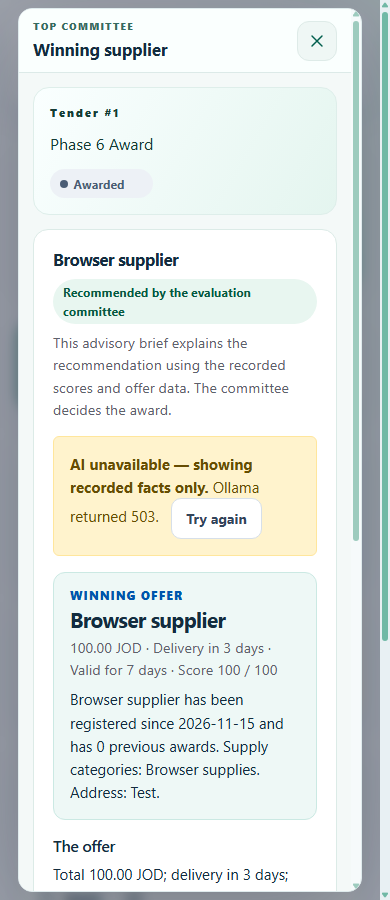 TOP COMMITTEE
Winning supplier
Tender #1
Phase 6 Award
Awarded
Browser supplier
Recommended by the evaluation
committee
This advisory brief explains the
recommendation using the recorded
scores and offer data. The committee
decides the award.
AI unavailable — showing
recorded facts only. Ollama
returned 503. Try again
WINNING OFFER
Browser supplier
100.00 JOD · Delivery in 3 days ·
Valid for 7 days · Score 100 / 100
Browser supplier has been
registered since 2026-11-15 and
has 0 previous awards. Supply
categories: Browser supplies.
Address: Test.
The offer
Total 100.00 JOD; delivery in 3 days;